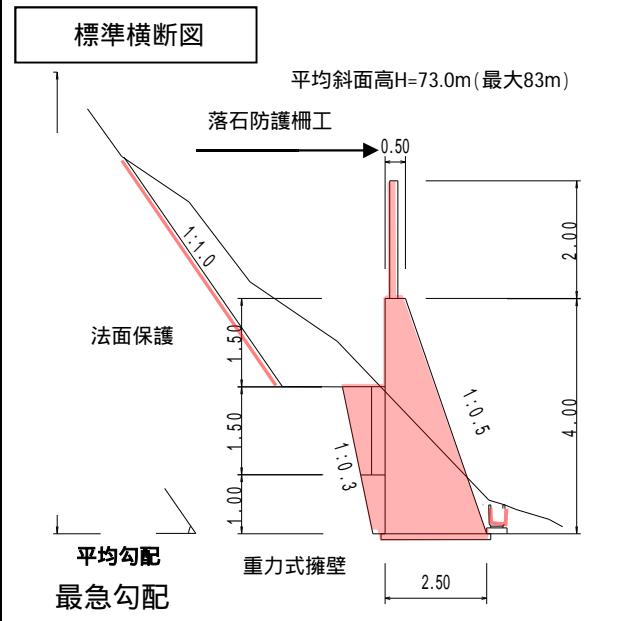 標準横断図
平均斜面高H=73.0m(最大83m)
落石防護柵工
0.50
2.00
1:1.0
法面保護
1.50
1:0.5
4.00
1.50
1:0.3
1.00
平均勾配
重力式擁壁
2.50
最急勾配